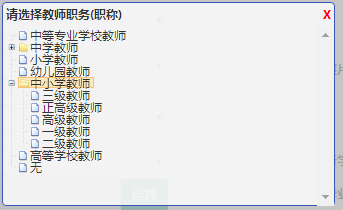 请选择教师职务(职称) X
中等专业学校教师
中学教师
小学教师
幼儿园教师
中小学教师
三级教师
正高级教师
高级教师
一级教师
二级教师
高等学校教师
无